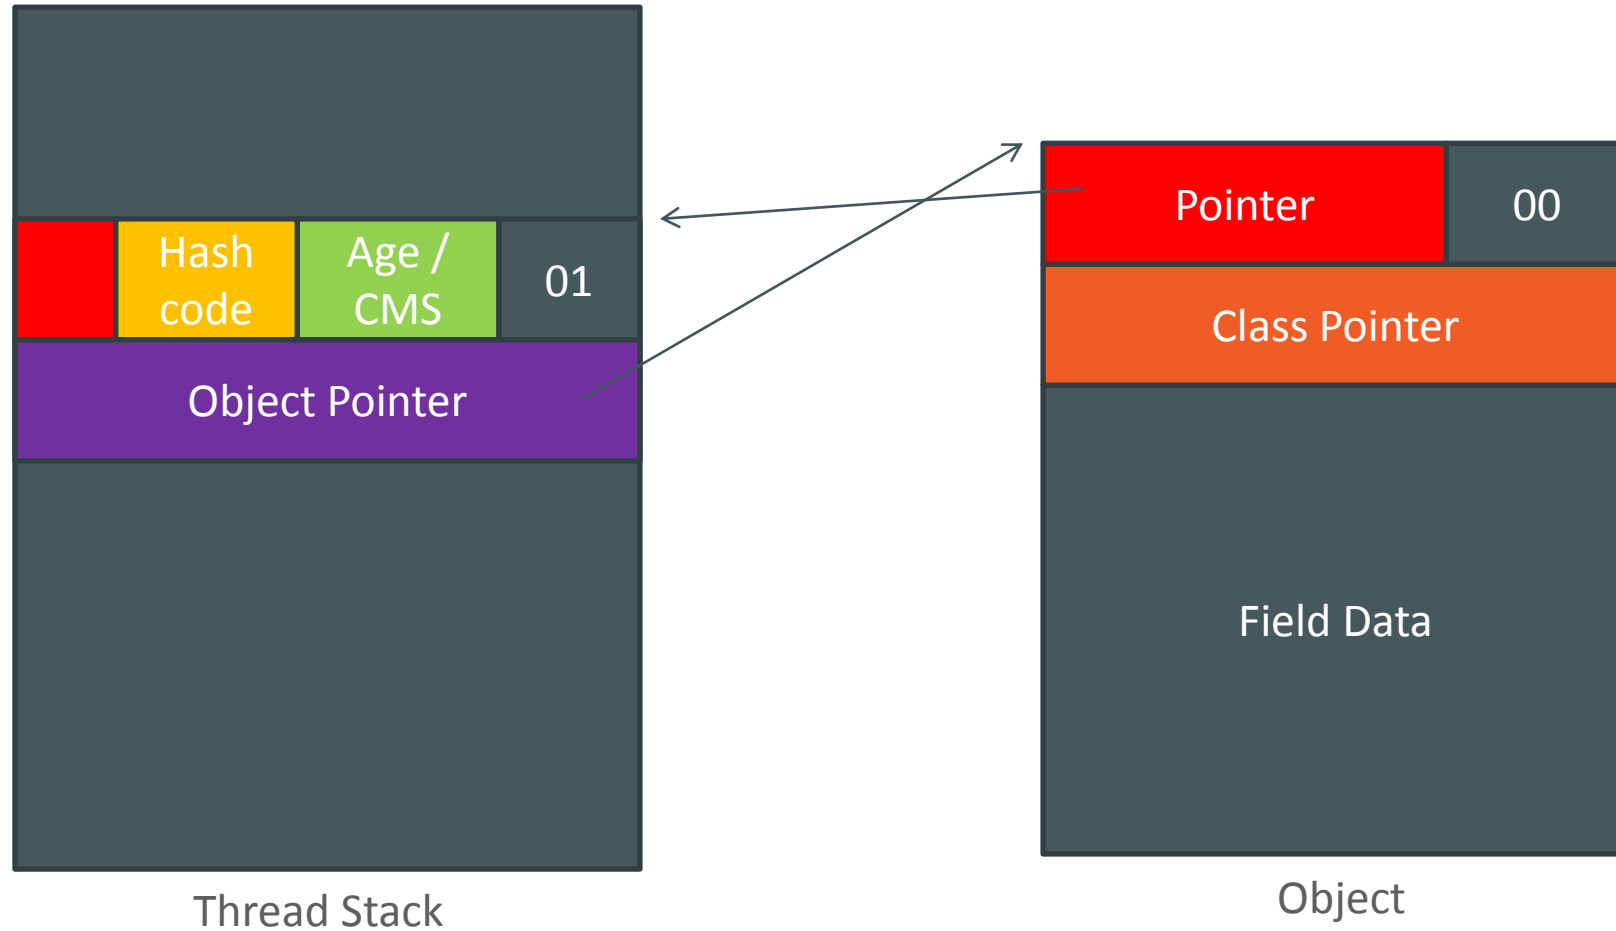 Hash
code
Age /
CMS
01
Object Pointer
Thread Stack
Pointer
00
Class Pointer
Field Data
Object